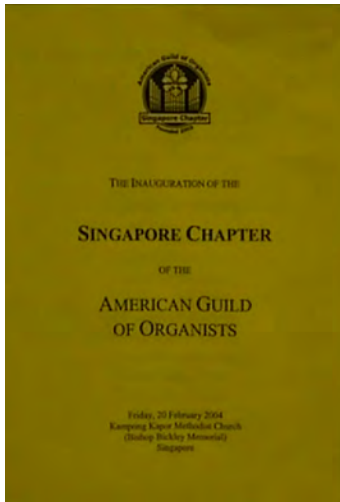 American Guild of Organists
Singapore Chapter
THE INAUGURATION OF THE
SINGAPORE CHAPTER
OF THE
AMERICAN GUILD
OF ORGANISTS
Friday, 20 February 2004
Kampong Kapor Methodist Church
(Bishop Bickley Memorial)
Singapore